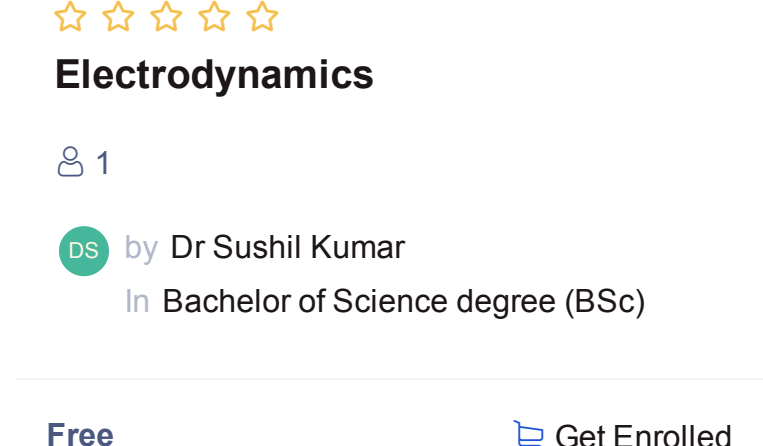 Electrodynamics
1
DS by Dr Sushil Kumar
In Bachelor of Science degree (BSc)
Free Get Enrolled